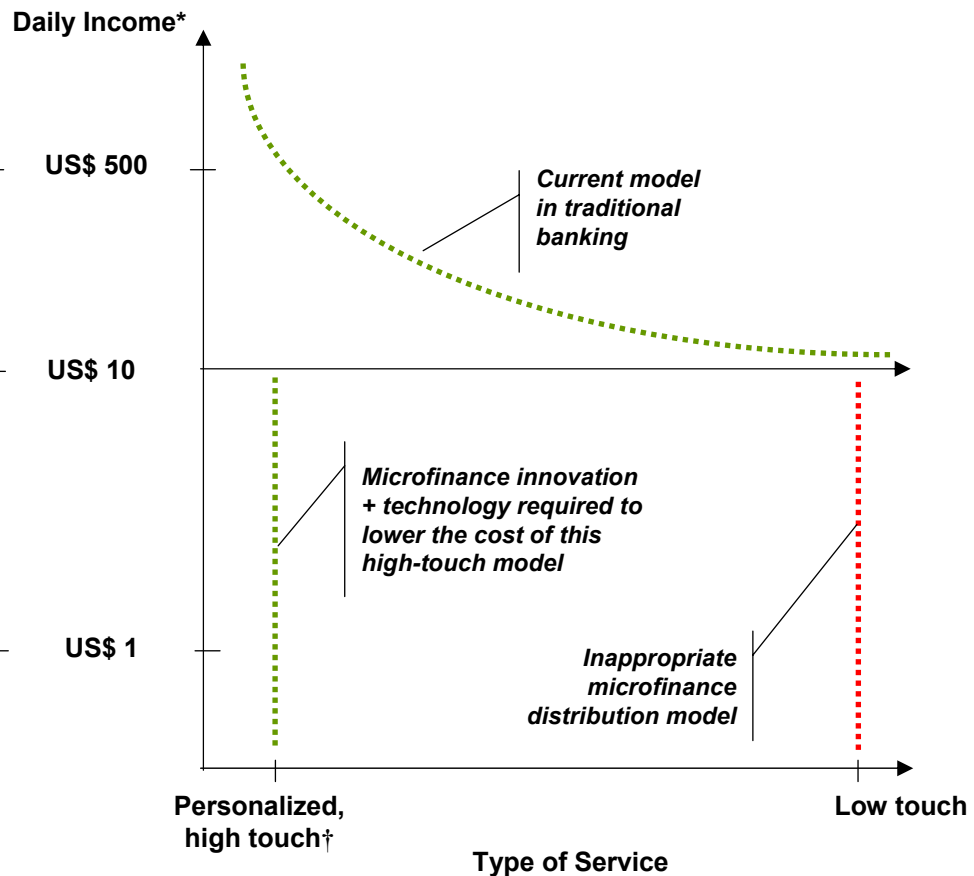 Daily Income*
US$ 500
Current model
in traditional
banking
US$ 10
Microfinance innovation
+ technology required to
lower the cost of this
high-touch model
US$ 1
Inappropriate
microfinance
distribution model
Personalized,
high touch†
Low touch
Type of Service